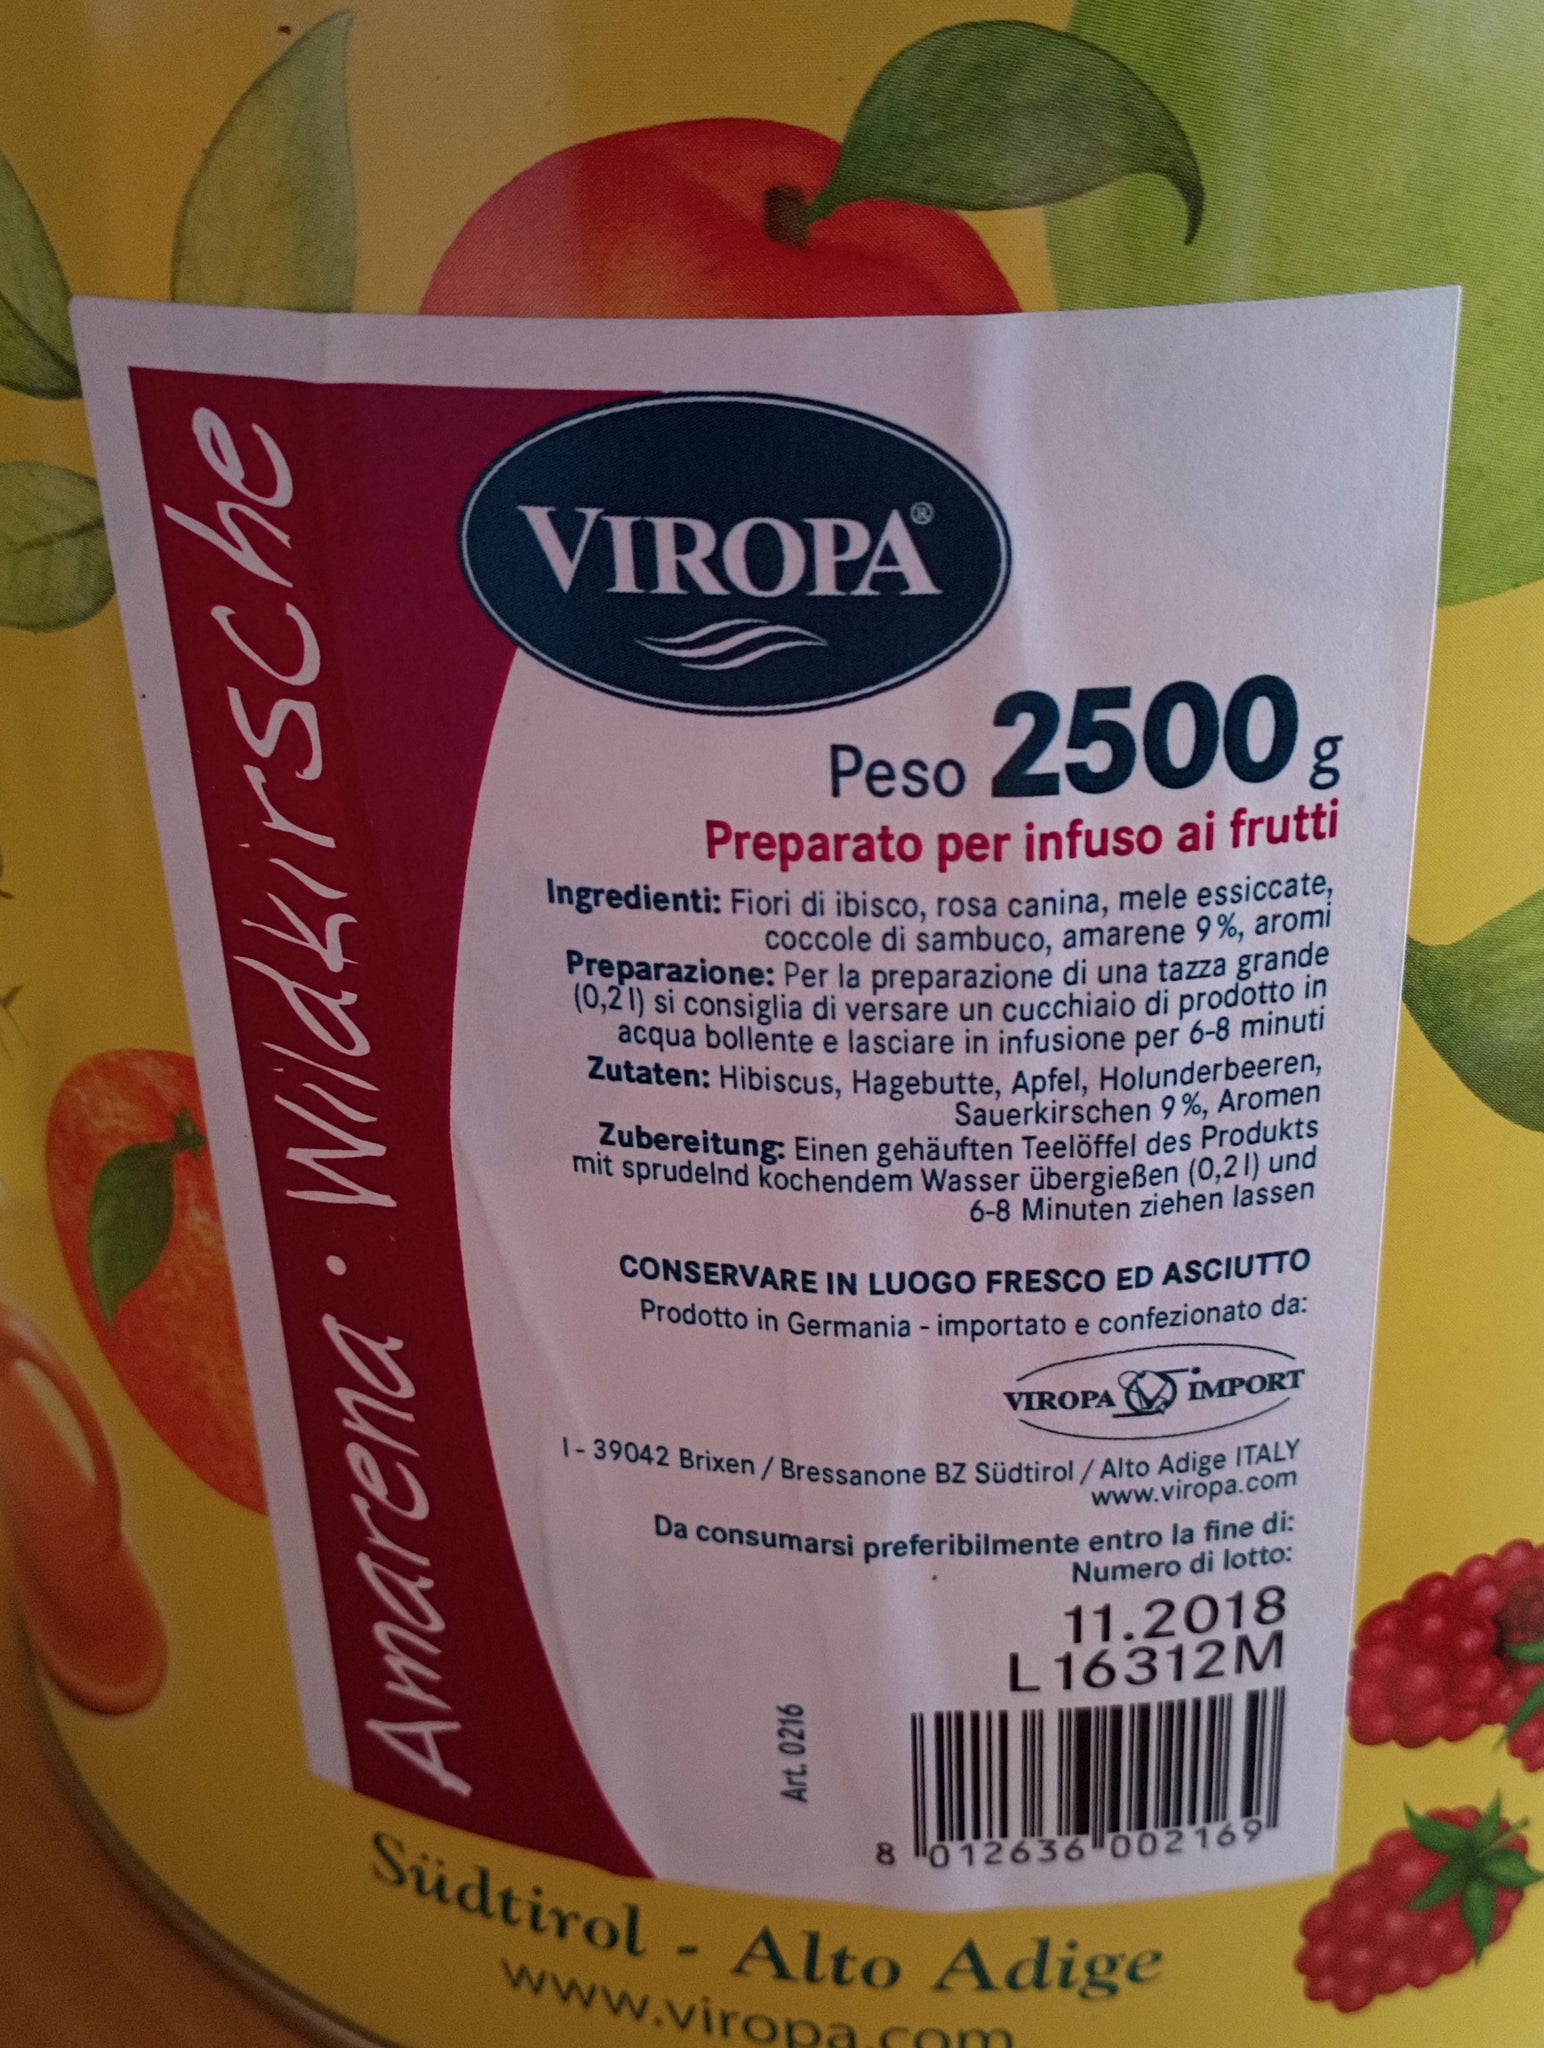 Amarena · Wildkirsche
VIROPA®
Peso 2500 g
Preparato per infuso ai frutti
Ingredienti: Fiori di ibisco, rosa canina, mele essiccate,
coccole di sambuco, amarene 9 %, aromi
Preparazione: Per la preparazione di una tazza grande
(0,2 l) si consiglia di versare un cucchiaio di prodotto in
acqua bollente e lasciare in infusione per 6-8 minuti
Zutaten: Hibiscus, Hagebutte, Apfel, Holunderbeeren,
Sauerkirschen 9 %, Aromen
Zubereitung: Einen gehäuften Teelöffel des Produkts
mit sprudelnd kochendem Wasser übergießen (0,2 l) und
6-8 Minuten ziehen lassen
CONSERVARE IN LUOGO FRESCO ED ASCIUTTO
Prodotto in Germania - importato e confezionato da:
VIROPA IMPORT
I - 39042 Brixen / Bressanone BZ Südtirol / Alto Adige ITALY
www.viropa.com
Da consumarsi preferibilmente entro la fine di:
Numero di lotto:
11.2018
L 16312M
Art. 0216
8 012636 002169
Südtirol - Alto Adige
www.viropa.com